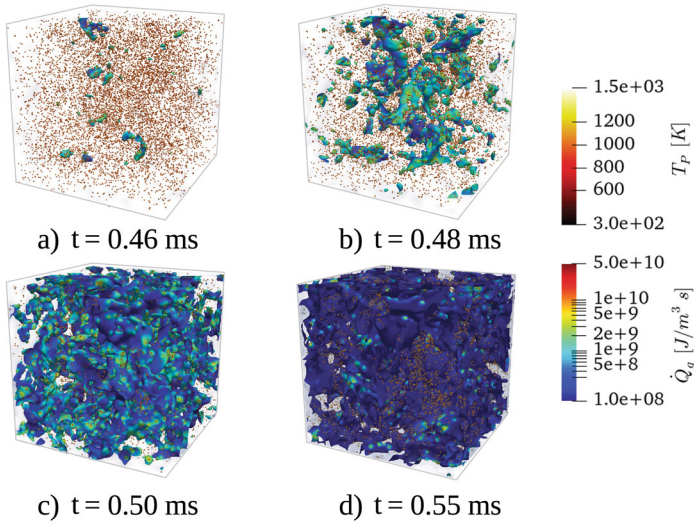 a) t = 0.46 ms
b) t = 0.48 ms
1.5e+03
1200
1000
800
600
3.0e+02
T_P [K]
c) t = 0.50 ms
d) t = 0.55 ms
5.0e+10
1e+10
5e+9
2e+9
1e+9
5e+8
1.0e+08
Q̇_g [J/m³ s]